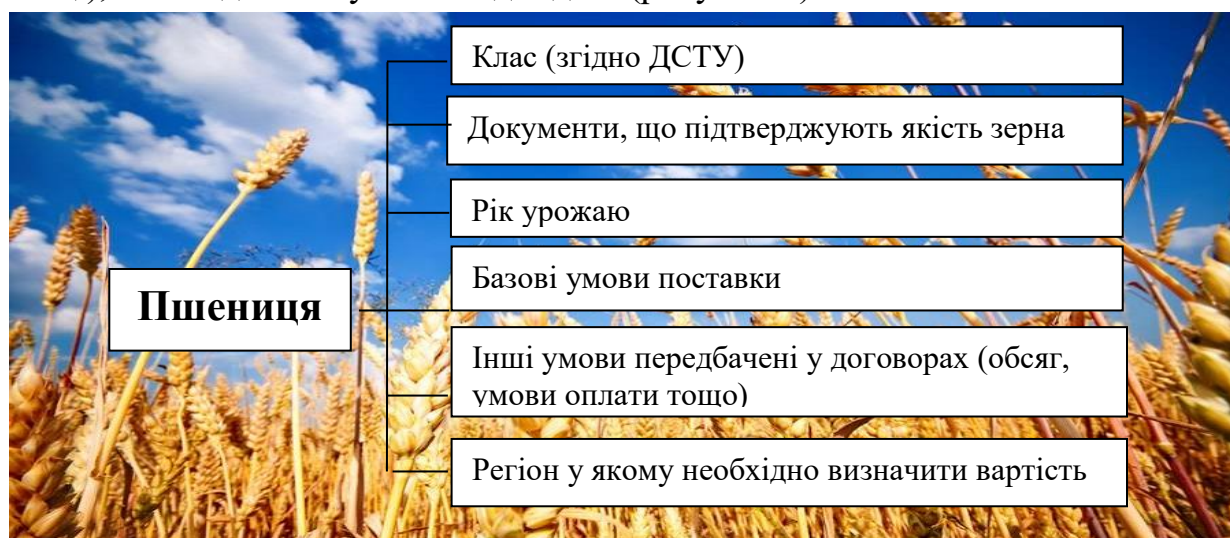 Клас (згідно ДСТУ)
Документи, що підтверджують якість зерна
Рік урожаю
Базові умови поставки
Пшениця
Інші умови передбачені у договорах (обсяг,
умови оплати тощо)
Регіон у якому необхідно визначити вартість